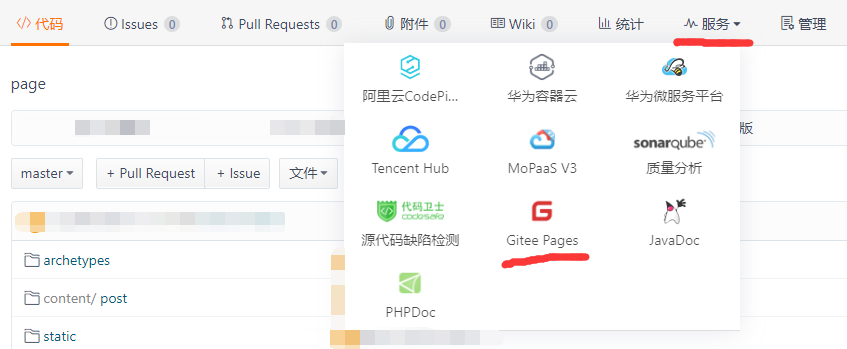 代码
Issues 0
Pull Requests 0
附件 0
Wiki 0
统计
服务
管理
page
版
阿里云CodePi...
华为容器云
华为微服务平台
Tencent Hub
MoPaaS V3
sonarqube
质量分析
代码卫士
codesafe
源代码缺陷检测
Gitee Pages
JavaDoc
PHPDoc
master
+ Pull Request
+ Issue
文件
archetypes
content/ post
static